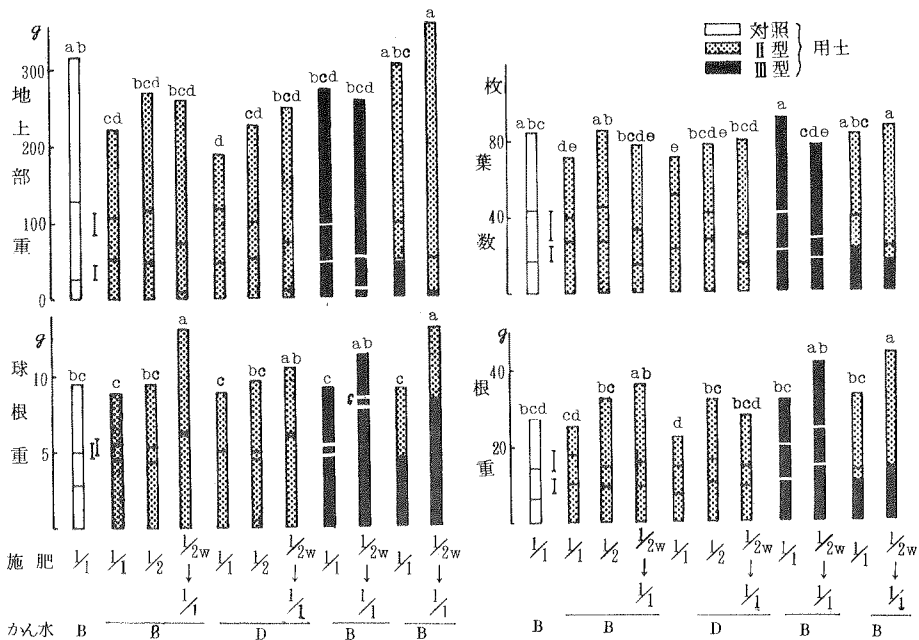 対照
Ⅱ型
Ⅲ型
用土
g
地上部重
300
200
100
0
ab
cd
bcd
bcd
d
cd
bcd
bcd
bcd
abc
a
枚
葉数
80
40
abc
de
ab
bcde
e
bcde
bcd
a
cde
abc
a
g
球根重
10
5
bc
c
bc
a
c
bc
ab
c
ab
c
a
g
根重
40
20
bcd
cd
bc
ab
d
bc
bcd
bc
ab
bc
a
施肥 1/1 1/1 1/2 1/2w 1/1 1/2 1/2w 1/1 1/2w 1/1 1/2w
↓ ↓ ↓ ↓
1/1 1/1 1/1 1/1
かん水 B B D B B
1/1 1/1 1/2 1/2w 1/1 1/2 1/2w 1/1 1/2w 1/1 1/2w
↓ ↓ ↓ ↓
1/1 1/1 1/1 1/1
B B D B B